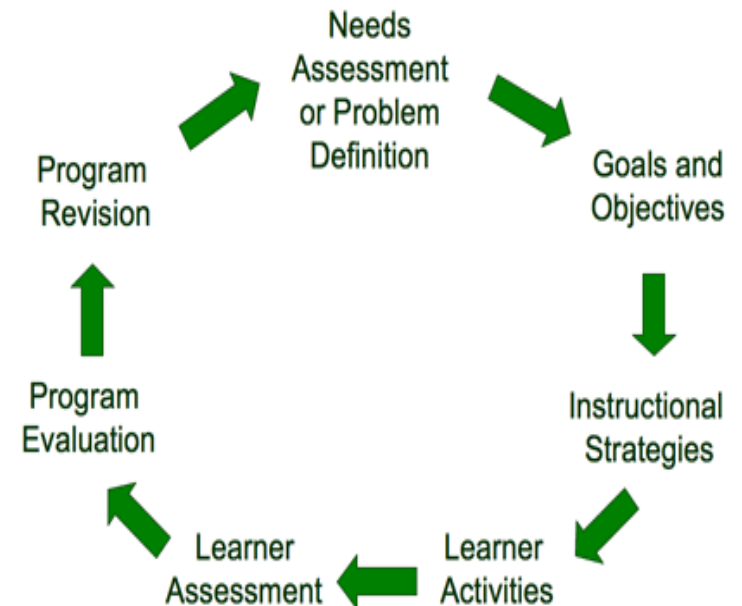 Needs
Assessment
or Problem
Definition
Goals and
Objectives
Instructional
Strategies
Learner
Activities
Learner
Assessment
Program
Evaluation
Program
Revision